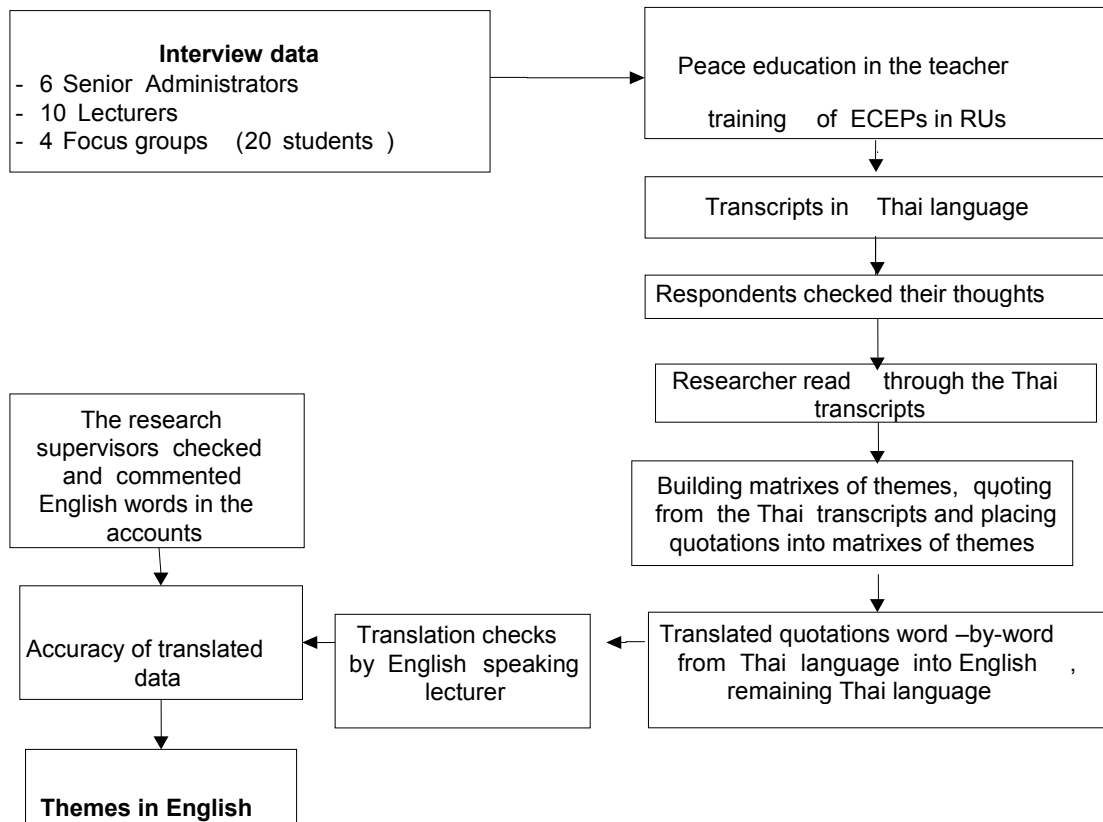 Interview data
- 6 Senior Administrators
- 10 Lecturers
- 4 Focus groups (20 students )
Peace education in the teacher
training of ECEPs in RUs
Transcripts in Thai language
Respondents checked their thoughts
Researcher read through the Thai
transcripts
Building matrixes of themes, quoting
from the Thai transcripts and placing
quotations into matrixes of themes
Translated quotations word –by-word
from Thai language into English ,
remaining Thai language
Translation checks
by English speaking
lecturer
The research
supervisors checked
and commented
English words in the
accounts
Accuracy of translated
data
Themes in English